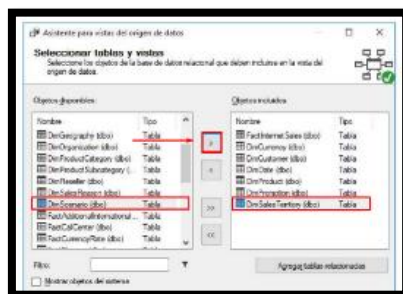 Asistente para vistas del origen de datos
Seleccionar tablas y vistas
Seleccione los objetos de la base de datos relacional que deben incluirse en la vista del
origen de datos.
Objetos disponibles: Objetos incluidos:
Nombre Tipo Nombre Tipo
DimGeography (dbo) Tabla FactInternetSales (dbo) Tabla
DimOrganization (dbo) Tabla DimCurrency (dbo) Tabla
DimProductCategory (dbo) Tabla DimCustomer (dbo) Tabla
DimProductSubcategory (... Tabla DimDate (dbo) Tabla
DimReseller (dbo) Tabla DimProduct (dbo) Tabla
DimSalesReason (dbo) Tabla DimPromotion (dbo) Tabla
DimScenario (dbo) Tabla DimSalesTerritory (dbo) Tabla
FactAdditionalInternational... Tabla
FactCallCenter (dbo) Tabla
FactCurrencyRate (dbo) Tabla
>
<
>>
<<
Filtro: Agregar tablas relacionadas
Mostrar objetos del sistema